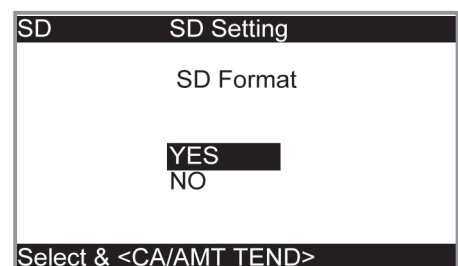 SD SD Setting
SD Format
YES
NO
Select & <CA/AMT TEND>